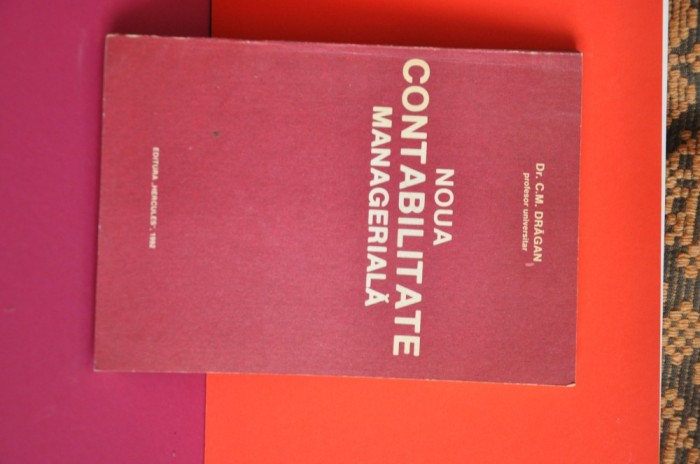 Dr. C.M. DRĂGAN
profesor universitar
NOUA
CONTABILITATE
MANAGERIALĂ
EDITURA „HERCULES", 1992